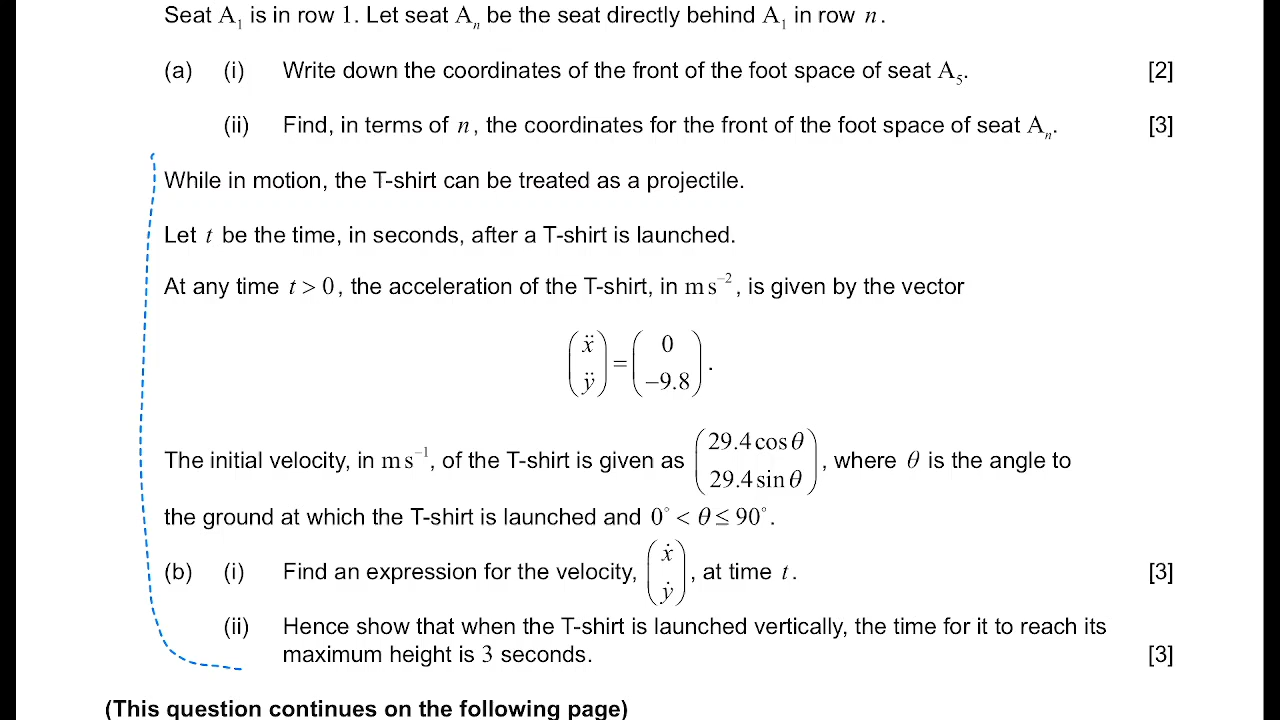 Seat A₁ is in row 1. Let seat Aₙ be the seat directly behind A₁ in row n.
(a) (i) Write down the coordinates of the front of the foot space of seat A₅. [2]
(ii) Find, in terms of n, the coordinates for the front of the foot space of seat Aₙ. [3]
While in motion, the T-shirt can be treated as a projectile.
Let t be the time, in seconds, after a T-shirt is launched.
At any time t > 0, the acceleration of the T-shirt, in m s⁻², is given by the vector
(ẍ ÿ) = (0 −9.8).
The initial velocity, in m s⁻¹, of the T-shirt is given as (29.4 cos θ 29.4 sin θ), where θ is the angle to
the ground at which the T-shirt is launched and 0° < θ ≤ 90°.
(b) (i) Find an expression for the velocity, (ẋ ẏ), at time t. [3]
(ii) Hence show that when the T-shirt is launched vertically, the time for it to reach its
maximum height is 3 seconds. [3]
(This question continues on the following page)